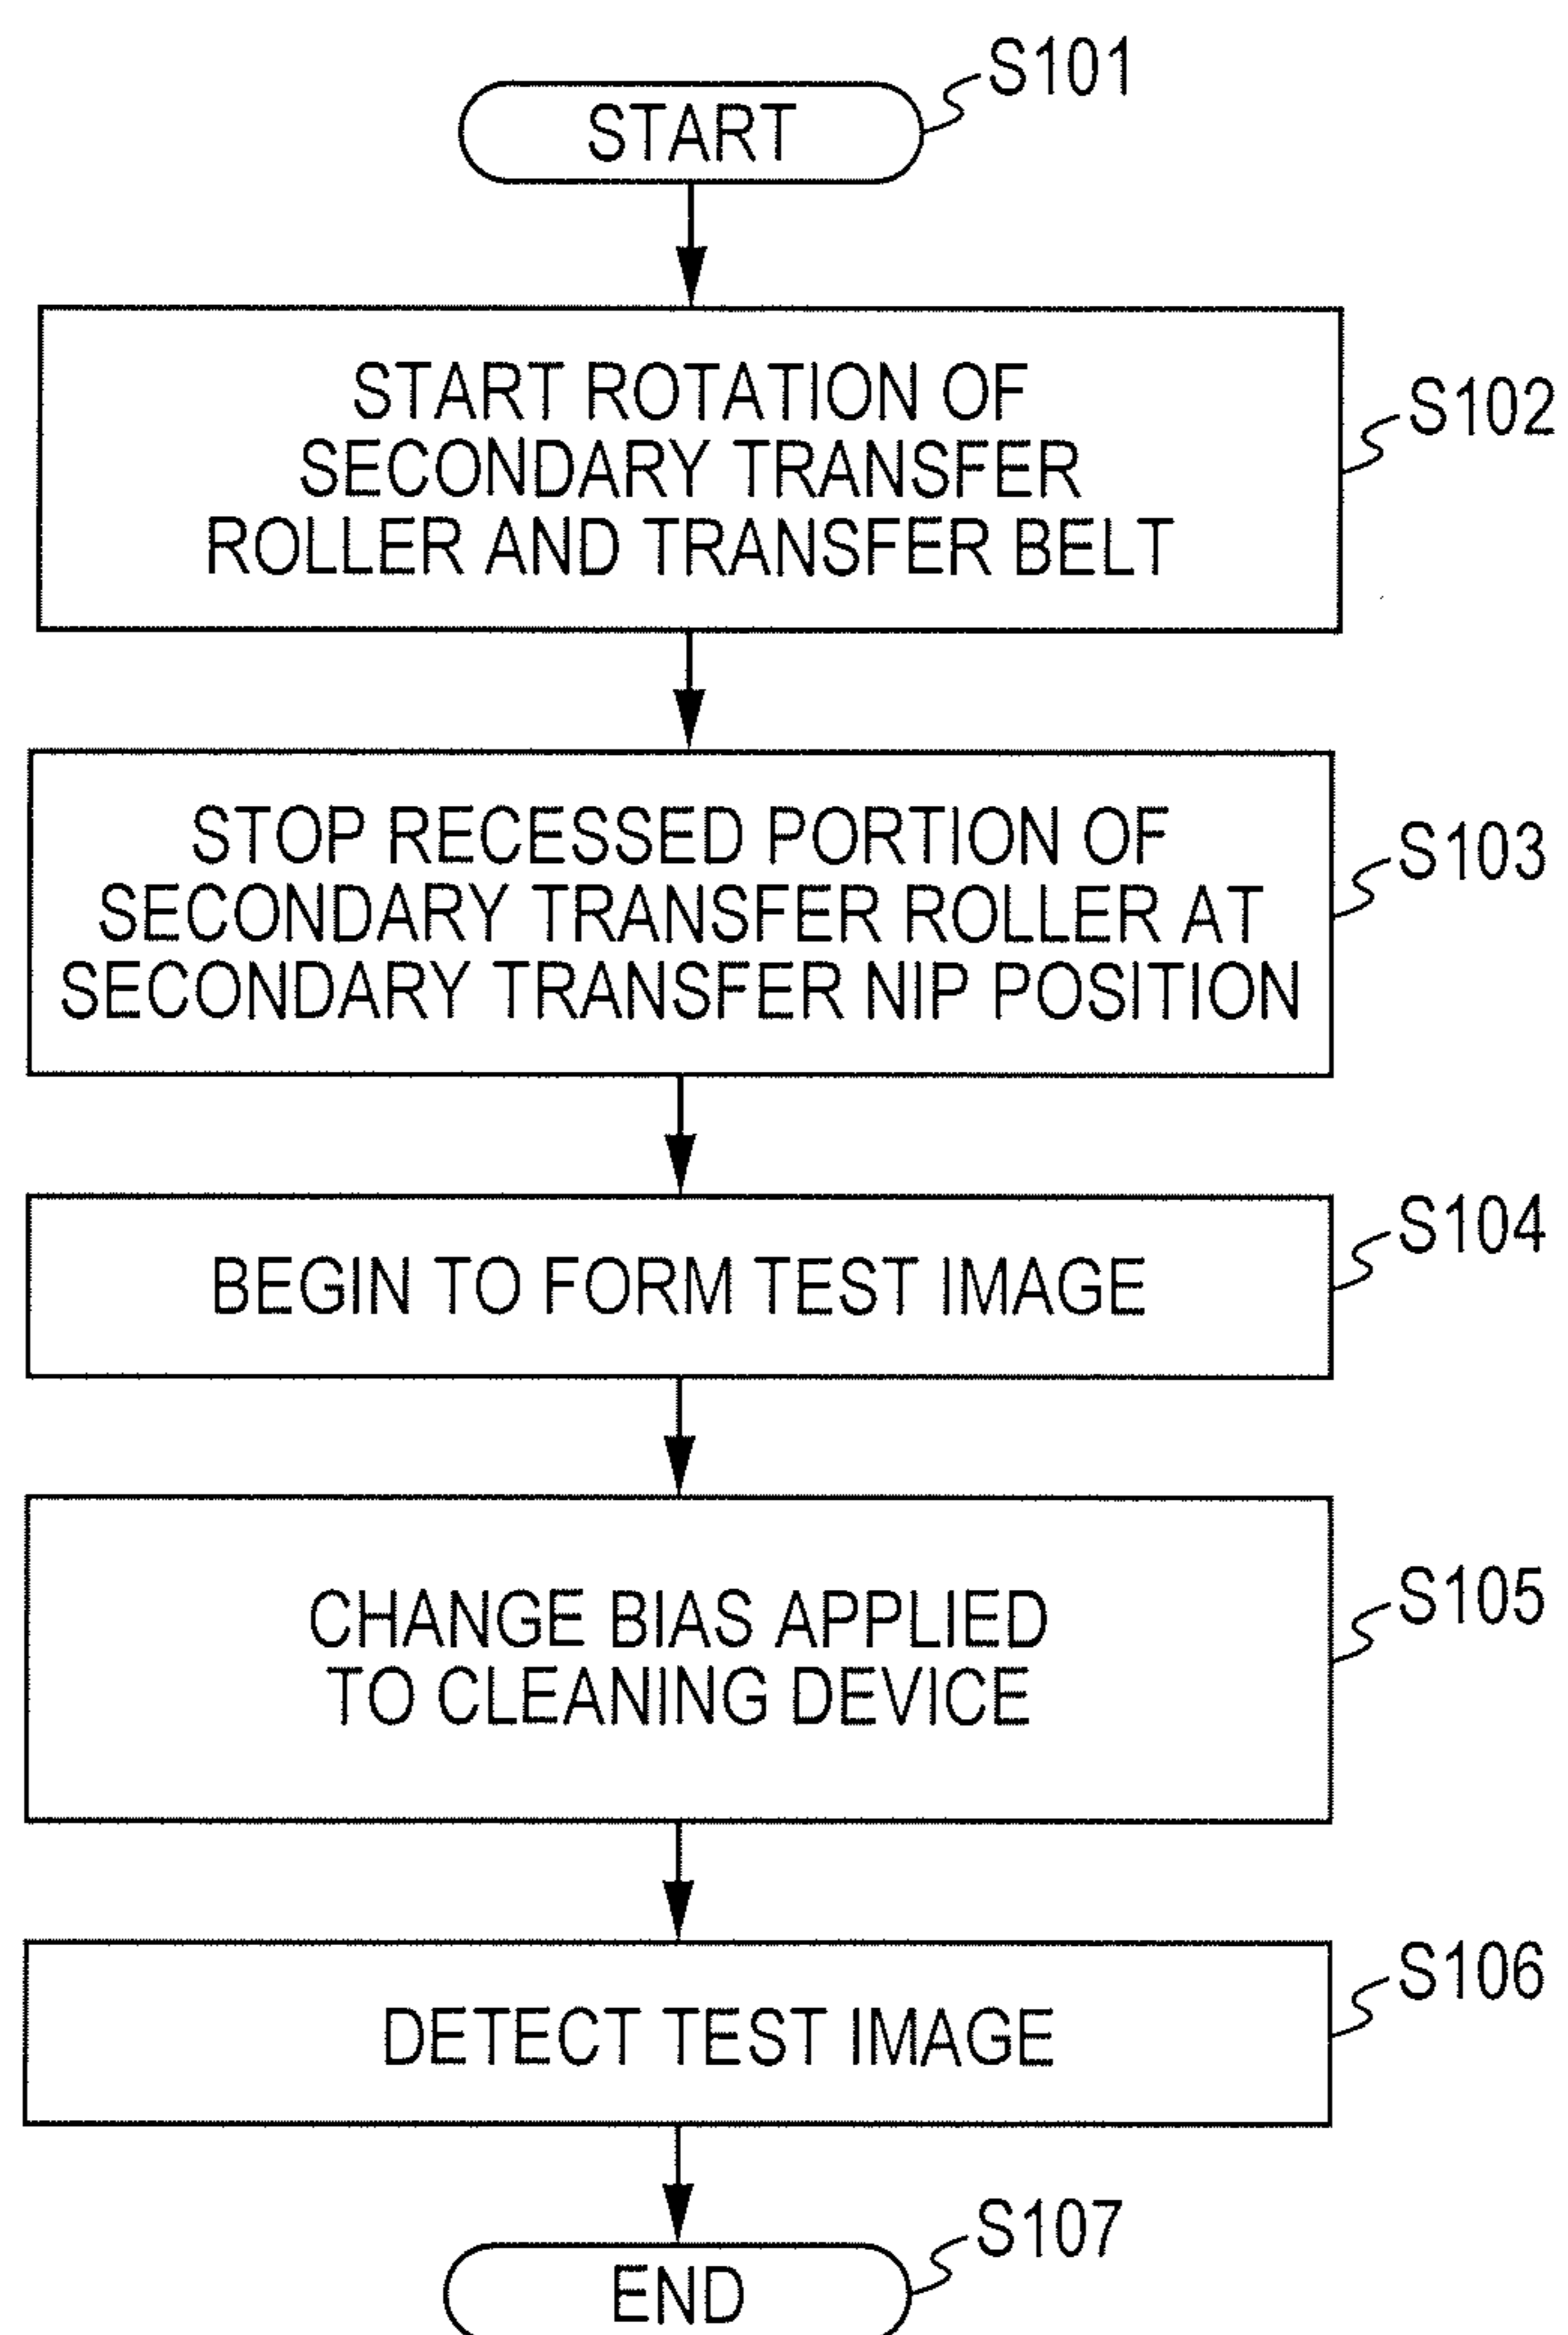 S101
START
START ROTATION OF
SECONDARY TRANSFER
ROLLER AND TRANSFER BELT
S102
STOP RECESSED PORTION OF
SECONDARY TRANSFER ROLLER AT
SECONDARY TRANSFER NIP POSITION
S103
BEGIN TO FORM TEST IMAGE
S104
CHANGE BIAS APPLIED
TO CLEANING DEVICE
S105
DETECT TEST IMAGE
S106
END
S107